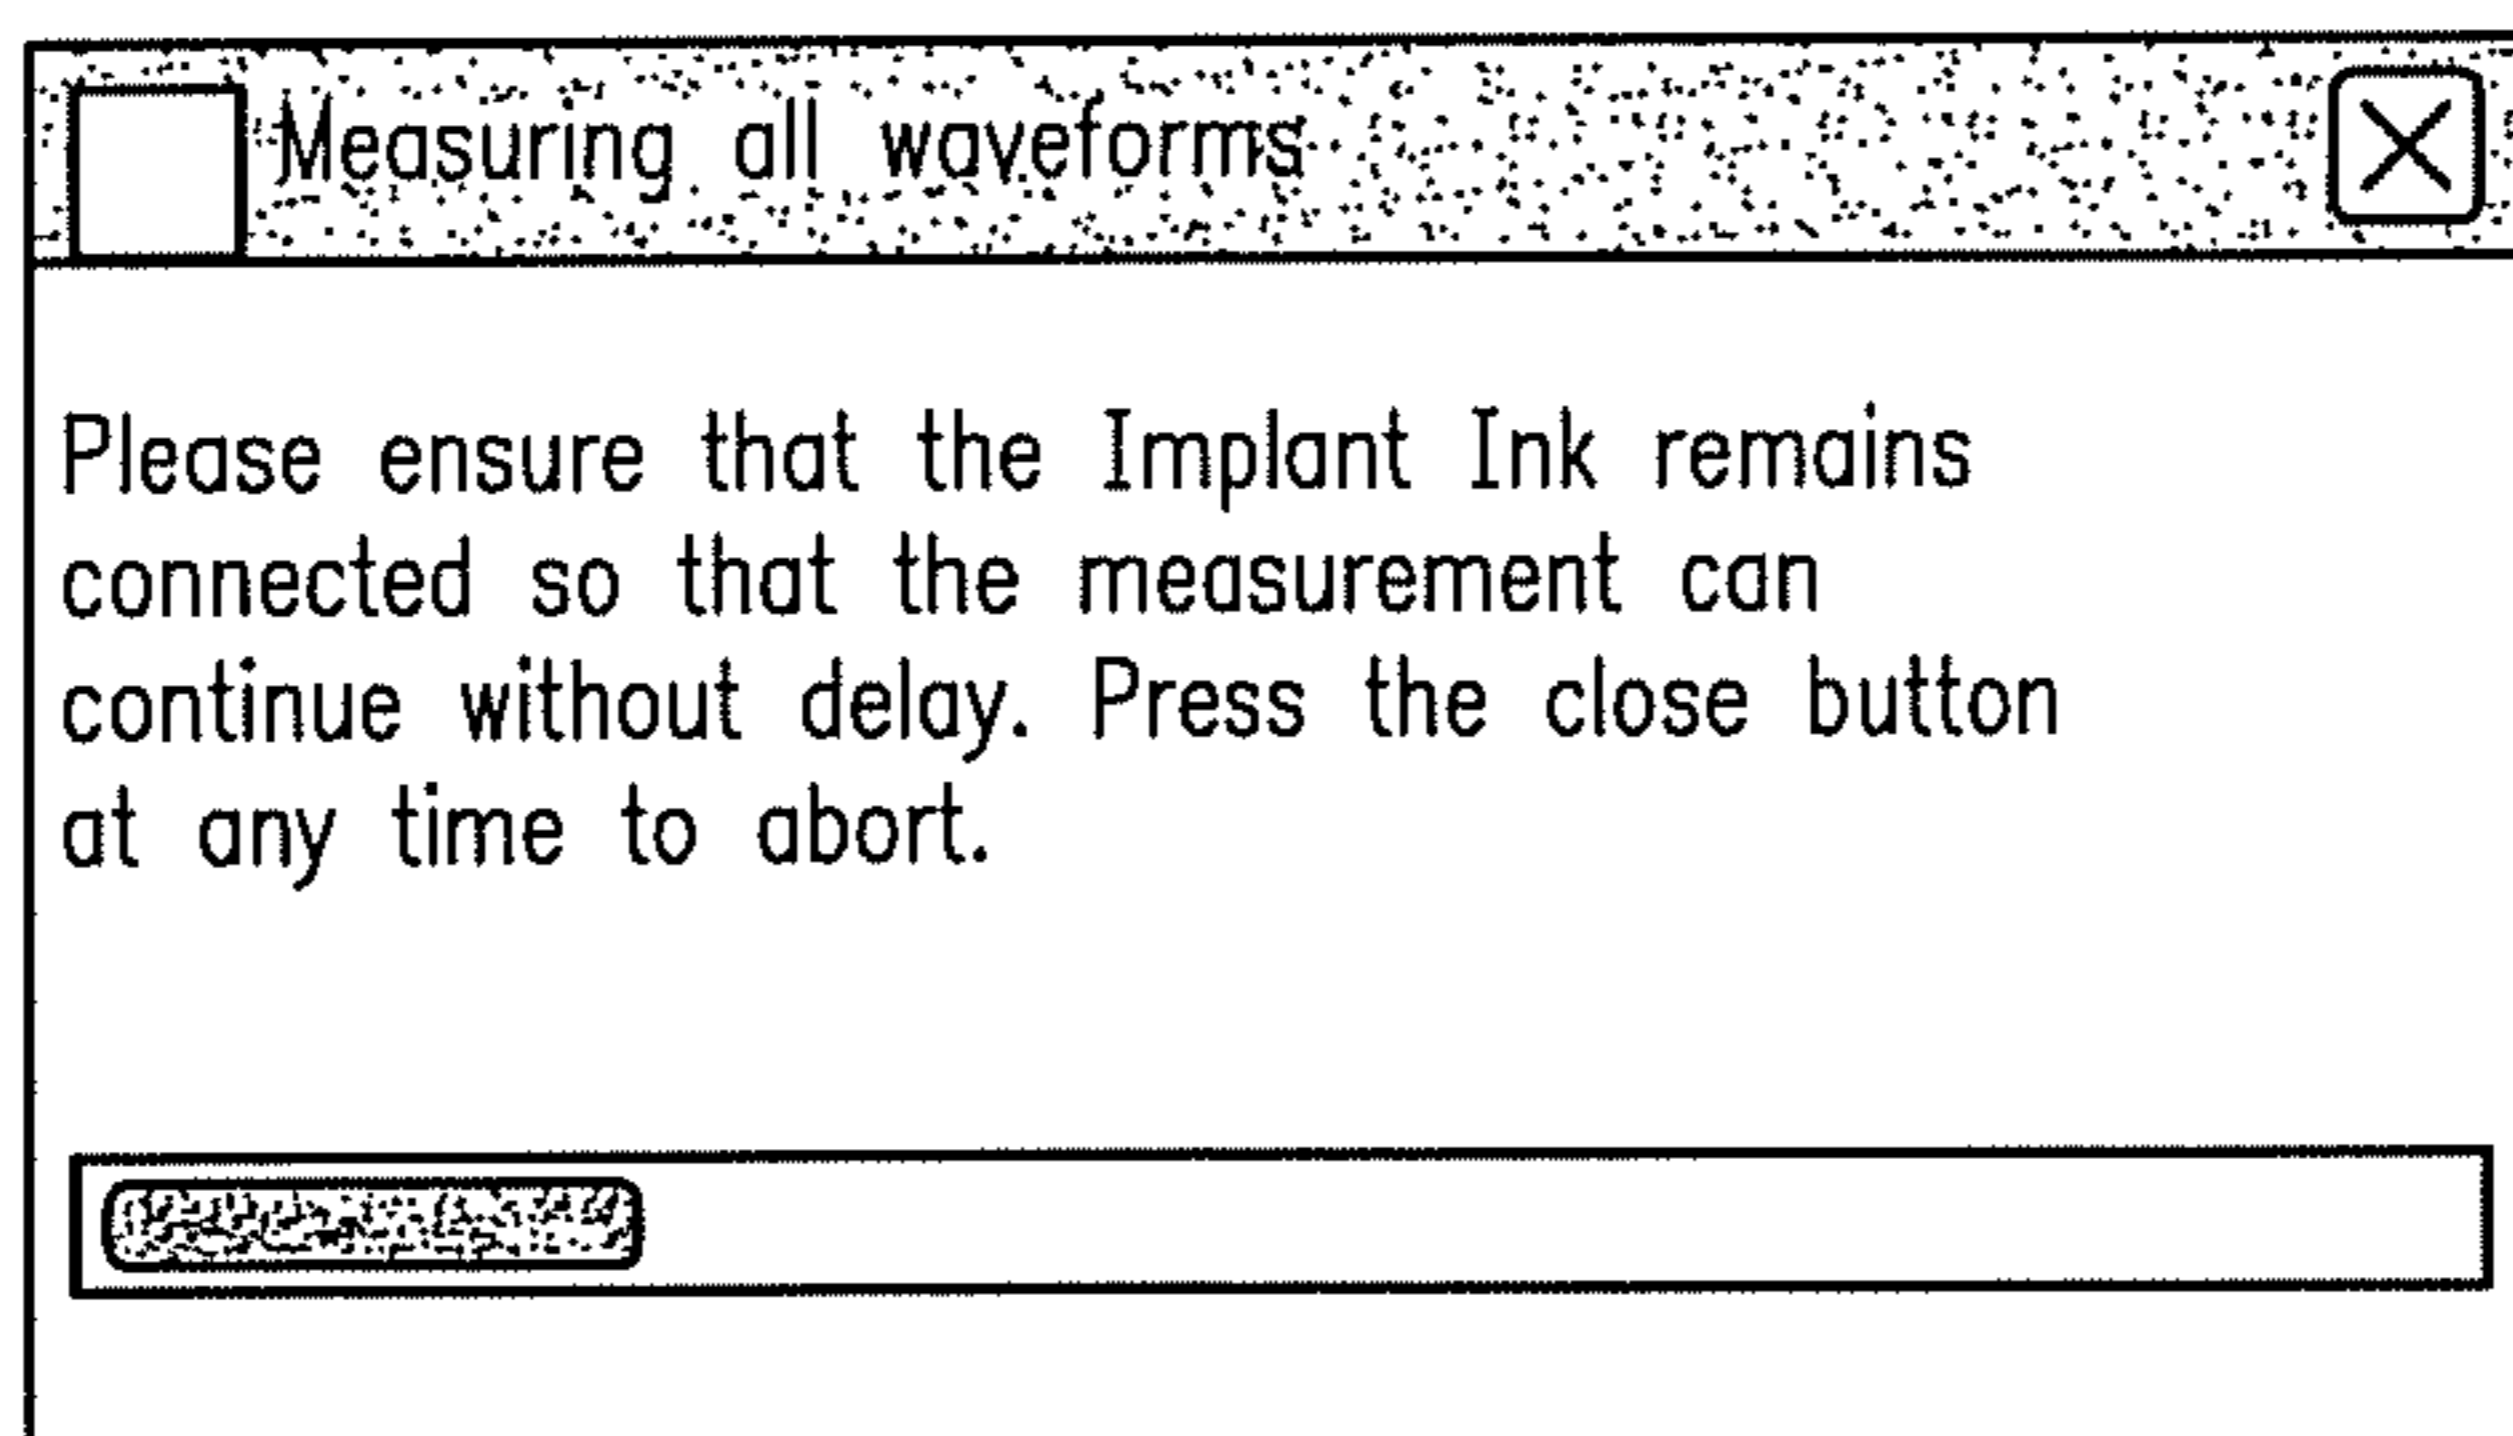 Measuring all waveforms
Please ensure that the Implant Ink remains
connected so that the measurement can
continue without delay. Press the close button
at any time to abort.